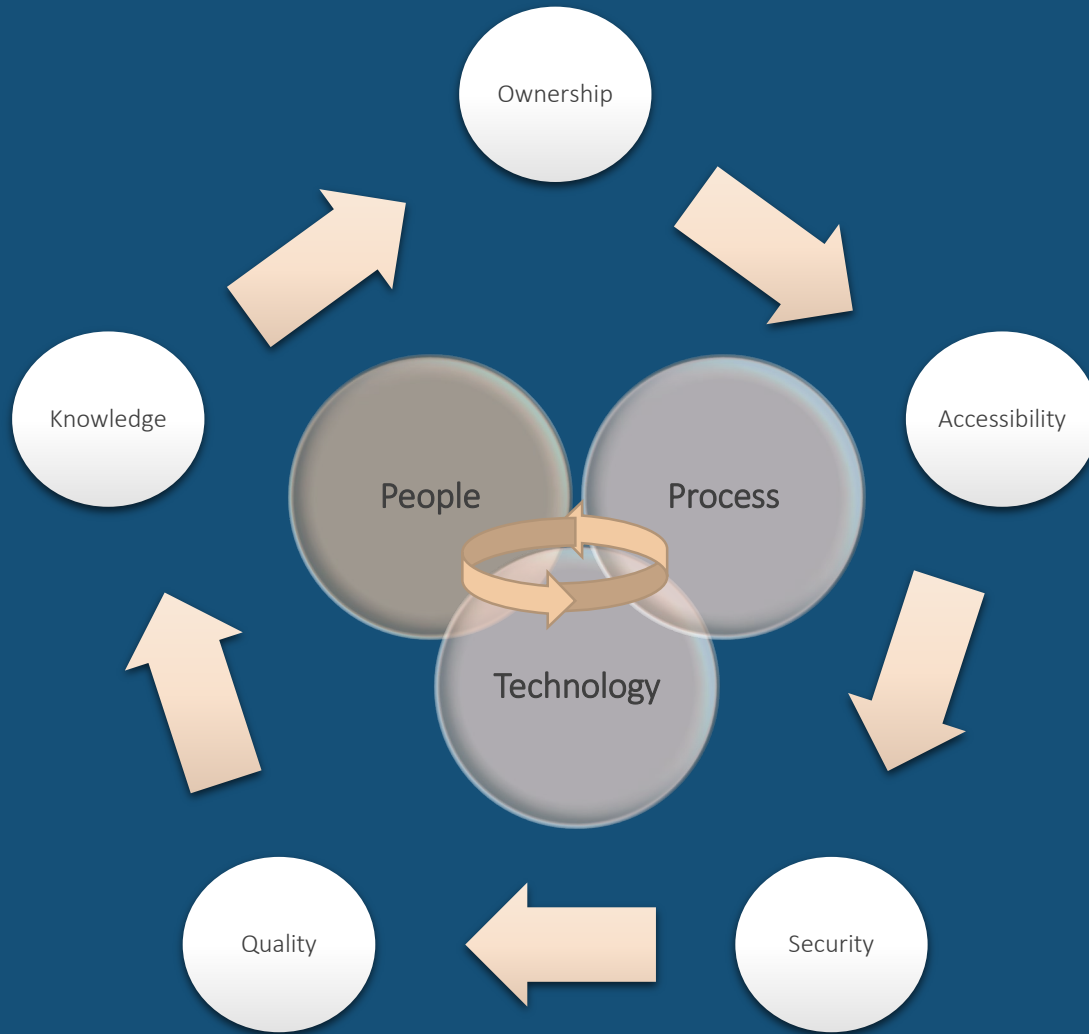 Ownership
Knowledge
Accessibility
People
Process
Technology
Quality
Security